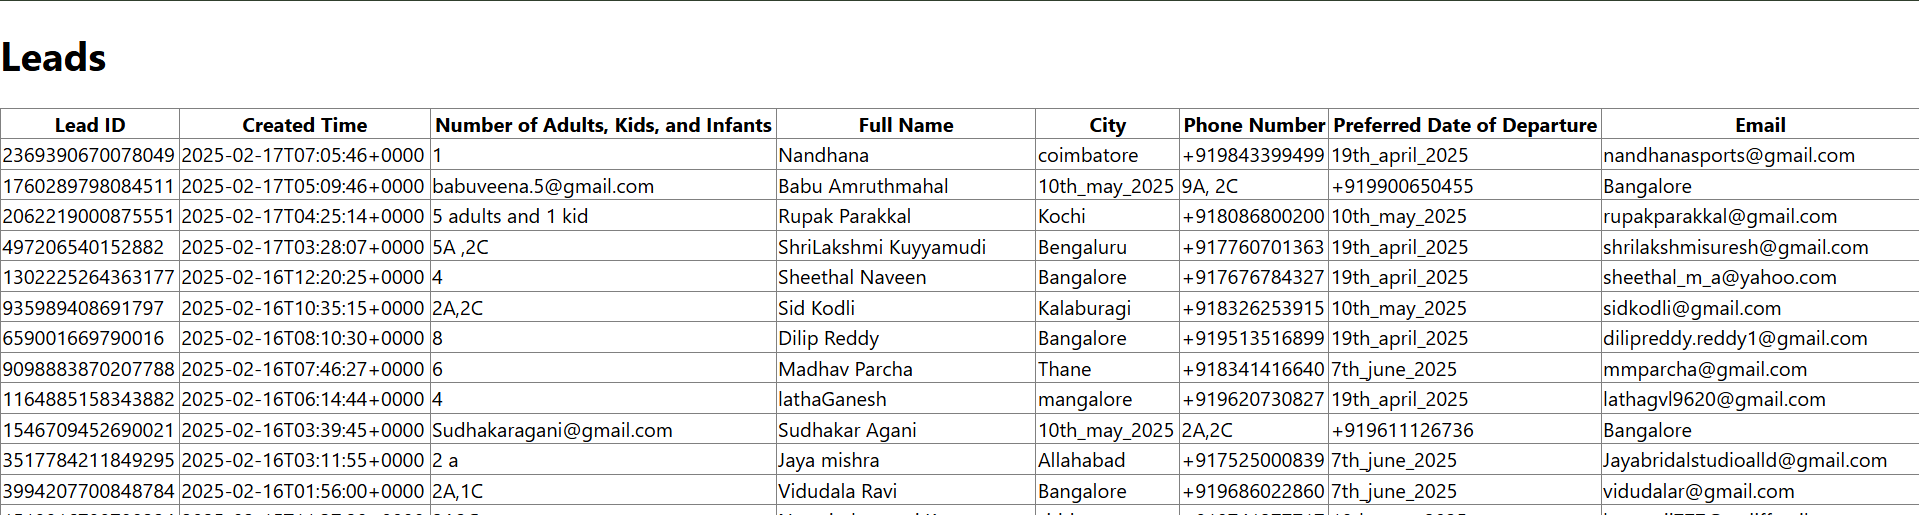 Leads
Lead ID Created Time Number of Adults, Kids, and Infants Full Name City Phone Number Preferred Date of Departure Email
2369390670078049 2025-02-17T07:05:46+0000 1 Nandhana coimbatore +919843399499 19th_april_2025 nandhanasports@gmail.com
1760289798084511 2025-02-17T05:09:46+0000 babuveena.5@gmail.com Babu Amruthmahal 10th_may_2025 9A, 2C +919900650455 Bangalore
2062219000875551 2025-02-17T04:25:14+0000 5 adults and 1 kid Rupak Parakkal Kochi +918086800200 10th_may_2025 rupakparakkal@gmail.com
497206540152882 2025-02-17T03:28:07+0000 5A ,2C ShriLakshmi Kuyyamudi Bengaluru +917760701363 19th_april_2025 shrilakshmisuresh@gmail.com
1302225264363177 2025-02-16T12:20:25+0000 4 Sheethal Naveen Bangalore +917676784327 19th_april_2025 sheethal_m_a@yahoo.com
935989408691797 2025-02-16T10:35:15+0000 2A,2C Sid Kodli Kalaburagi +918326253915 10th_may_2025 sidkodli@gmail.com
659001669790016 2025-02-16T08:10:30+0000 8 Dilip Reddy Bangalore +919513516899 19th_april_2025 dilipreddy.reddy1@gmail.com
9098883870207788 2025-02-16T07:46:27+0000 6 Madhav Parcha Thane +918341416640 7th_june_2025 mmparcha@gmail.com
1164885158343882 2025-02-16T06:14:44+0000 4 lathaGanesh mangalore +919620730827 19th_april_2025 lathagvl9620@gmail.com
1546709452690021 2025-02-16T03:39:45+0000 Sudhakaragani@gmail.com Sudhakar Agani 10th_may_2025 2A,2C +919611126736 Bangalore
3517784211849295 2025-02-16T03:11:55+0000 2 a Jaya mishra Allahabad +917525000839 7th_june_2025 Jayabridalstudioalld@gmail.com
3994207700848784 2025-02-16T01:56:00+0000 2A,1C Vidudala Ravi Bangalore +919686022860 7th_june_2025 vidudalar@gmail.com